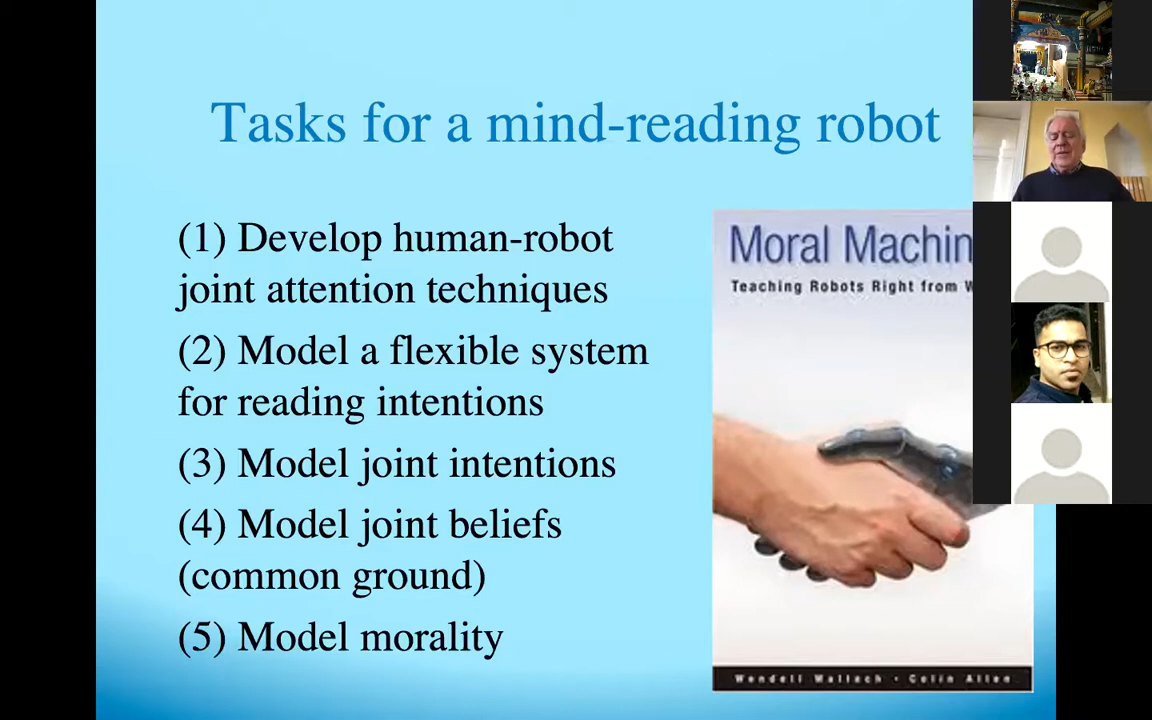 Tasks for a mind-reading robot
(1) Develop human-robot
joint attention techniques
(2) Model a flexible system
for reading intentions
(3) Model joint intentions
(4) Model joint beliefs
(common ground)
(5) Model morality
Moral Machin
Teaching Robots Right from W
Wendell Wallach • Colin Allen